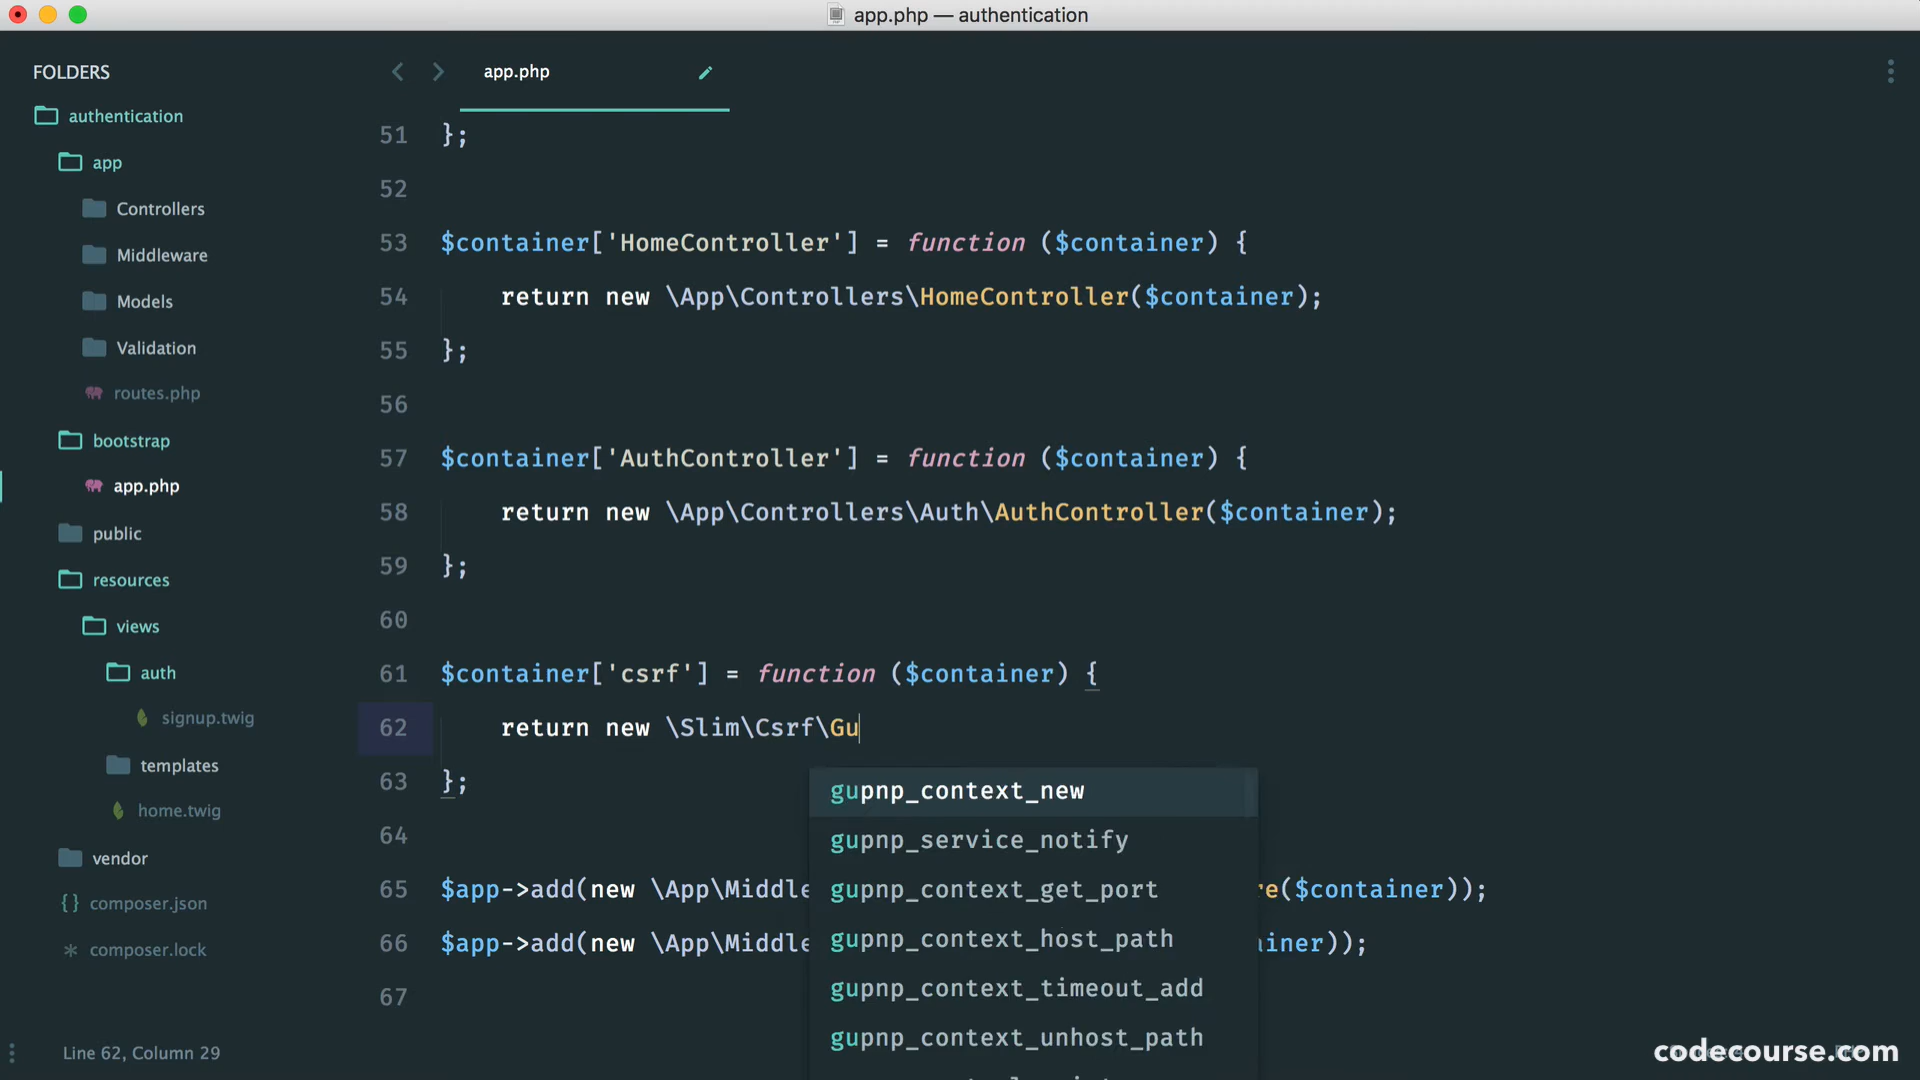 app.php — authentication
FOLDERS
authentication
app
Controllers
Middleware
Models
Validation
routes.php
bootstrap
app.php
public
resources
views
auth
signup.twig
templates
home.twig
vendor
composer.json
composer.lock
Line 62, Column 29
app.php
51 };
52
53 $container['HomeController'] = function ($container) {
54 return new \App\Controllers\HomeController($container);
55 };
56
57 $container['AuthController'] = function ($container) {
58 return new \App\Controllers\Auth\AuthController($container);
59 };
60
61 $container['csrf'] = function ($container) {
62 return new \Slim\Csrf\Gu
63 };
64
65 $app->add(new \App\Middle re($container));
66 $app->add(new \App\Middle ainer));
67
gupnp_context_new
gupnp_service_notify
gupnp_context_get_port
gupnp_context_host_path
gupnp_context_timeout_add
gupnp_context_unhost_path
codecourse.com